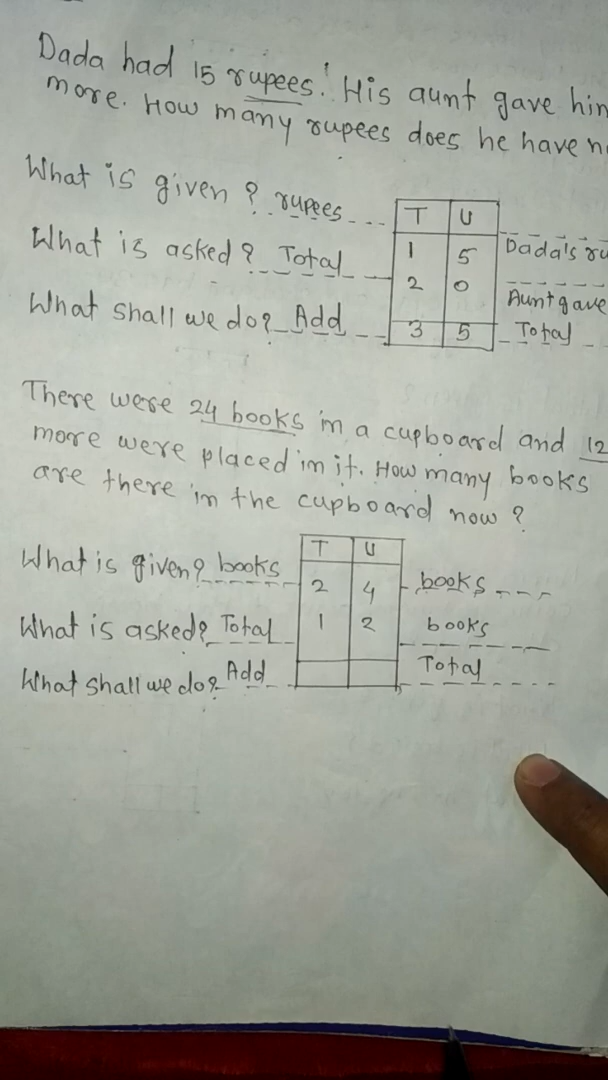 Dada had 15 rupees. His aunt gave him
more. How many rupees does he have
What is given? rupees
T U
1 5 Dada's
What is asked? Total
2 0 Aunt gave
What shall we do? Add
3 5 Total
There were 24 books in a cupboard and 12
more were placed in it. How many books
are there in the cupboard now?
What is given? books
T U
2 4 books
What is asked? Total
1 2 books
What shall we do? Add
Total